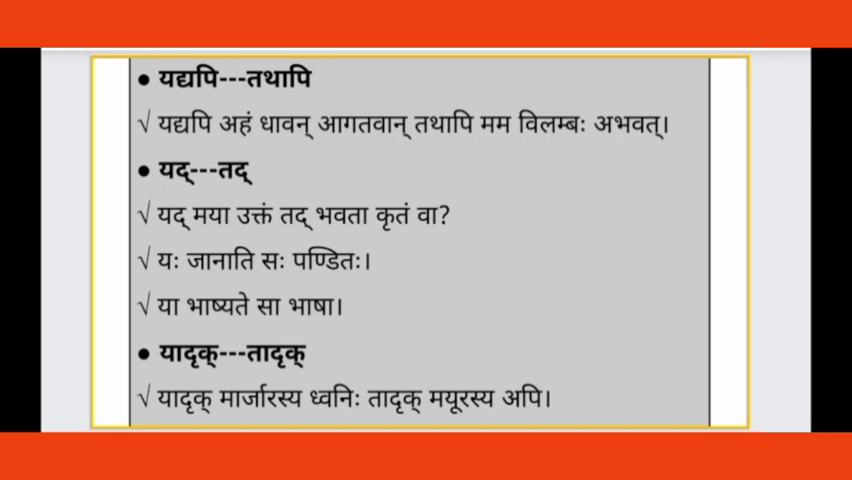 ● यद्यपि---तथापि
√ यद्यपि अहं धावन् आगतवान् तथापि मम विलम्बः अभवत्।
● यद्---तद्
√ यद् मया उक्तं तद् भवता कृतं वा?
√ यः जानाति सः पण्डितः।
√ या भाष्यते सा भाषा।
● यादृक्---तादृक्
√ यादृक् मार्जारस्य ध्वनिः तादृक् मयूरस्य अपि।